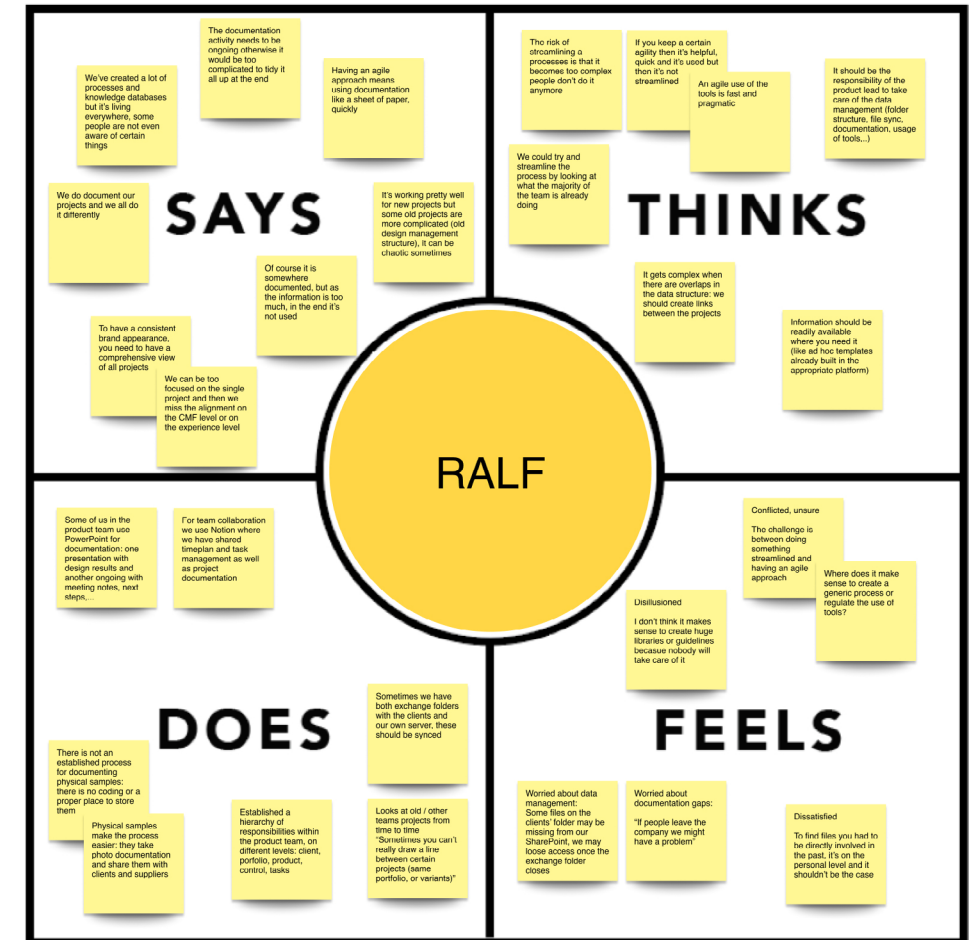 The documentation
activity needs to be
ongoing otherwise it
would be too
complicated to tidy it
all up at the end
We've created a lot of
processes and
knowledge databases
but it's living
everywhere, some
people are not even
aware of certain
things
Having an agile
approach means
using documentation
like a sheet of paper,
quickly
We do document our
projects and we all do
it differently
SAYS
It's working pretty well
for new projects but
some old projects are
more complicated (old
design management
structure), it can be
chaotic sometimes
Of course it is
somewhere
documented, but as
the information is too
much, in the end it's
not used
To have a consistent
brand appearance,
you need to have a
comprehensive view
of all projects
We can be too
focused on the single
project and then we
miss the alignment on
the CMF level or on
the experience level
The risk of
streamlining a
processes is that it
becomes too complex
people don't do it
anymore
If you keep a certain
agility then it's helpful,
quick and it's used but
then it's not
streamlined
An agile use of the
tools is fast and
pragmatic
It should be the
responsibility of the
product lead to take
care of the data
management (folder
structure, file sync,
documentation, usage
of tools,..)
We could try and
streamline the
process by looking at
what the majority of
the team is already
doing
THINKS
It gets complex when
there are overlaps in
the data structure: we
should create links
between the projects
Information should be
readily available
where you need it
(like ad hoc templates
already built in the
appropriate platform)
RALF
Some of us in the
product team use
PowerPoint for
documentation: one
presentation with
design results and
another ongoing with
meeting notes, next
steps,...
For team collaboration
we use Notion where
we have shared
timeplan and task
management as well
as project
documentation
DOES
Sometimes we have
both exchange folders
with the clients and
our own server, these
should be synced
There is not an
established process
for documenting
physical samples:
there is no coding or a
proper place to store
them
Physical samples
make the process
easier: they take
photo documentation
and share them with
clients and suppliers
Established a
hierarchy of
responsibilities within
the product team, on
different levels: client,
porfolio, product,
control, tasks
Looks at old / other
teams projects from
time to time
"Sometimes you can't
really draw a line
between certain
projects (same
portfolio, or variants)"
Conflicted, unsure
The challenge is
between doing
something
streamlined and
having an agile
approach
Where does it make
sense to create a
generic process or
regulate the use of
tools?
Disillusioned
I don't think it makes
sense to create huge
libraries or guidelines
becasue nobody will
take care of it
FEELS
Worried about data
management:
Some files on the
clients' folder may be
missing from our
SharePoint, we may
loose access once the
exchange folder
closes
Worried about
documentation gaps:
"If people leave the
company we might
have a problem"
Dissatisfied
To find files you had to
be directly involved in
the past, it's on the
personal level and it
shouldn't be the case